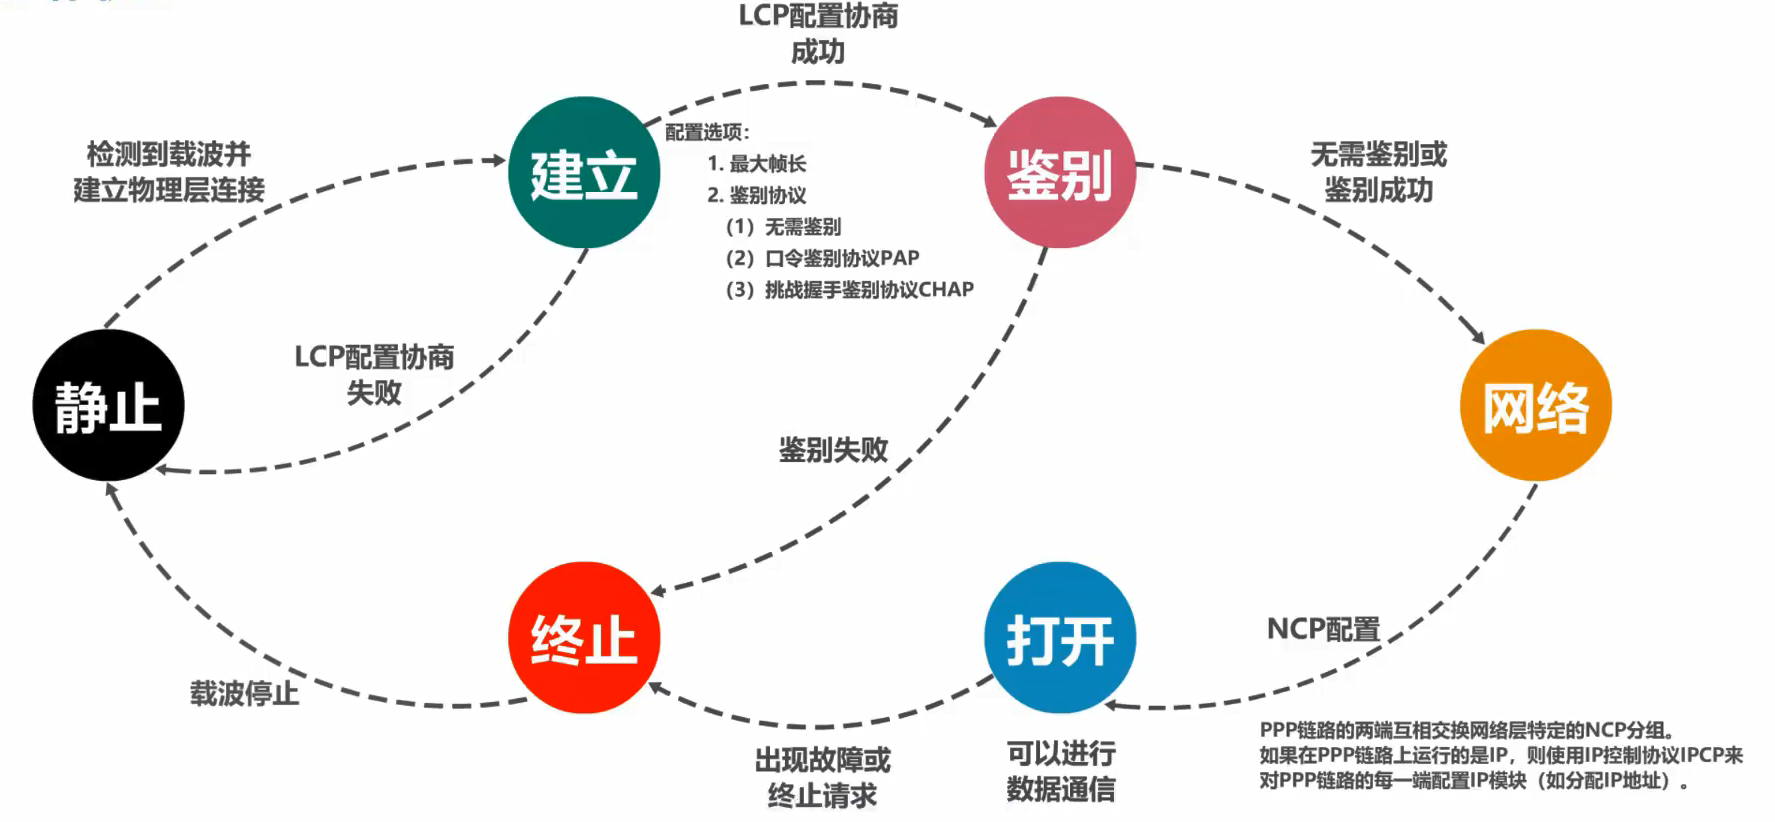 LCP配置协商
成功
检测到载波并
建立物理层连接
建立
配置选项：
1. 最大帧长
2. 鉴别协议
（1）无需鉴别
（2）口令鉴别协议PAP
（3）挑战握手鉴别协议CHAP
鉴别
无需鉴别或
鉴别成功
静止
LCP配置协商
失败
鉴别失败
网络
终止
打开
NCP配置
载波停止
出现故障或
终止请求
可以进行
数据通信
PPP链路的两端互相交换网络层特定的NCP分组。
如果在PPP链路上运行的是IP，则使用IP控制协议IPCP来
对PPP链路的每一端配置IP模块（如分配IP地址）。